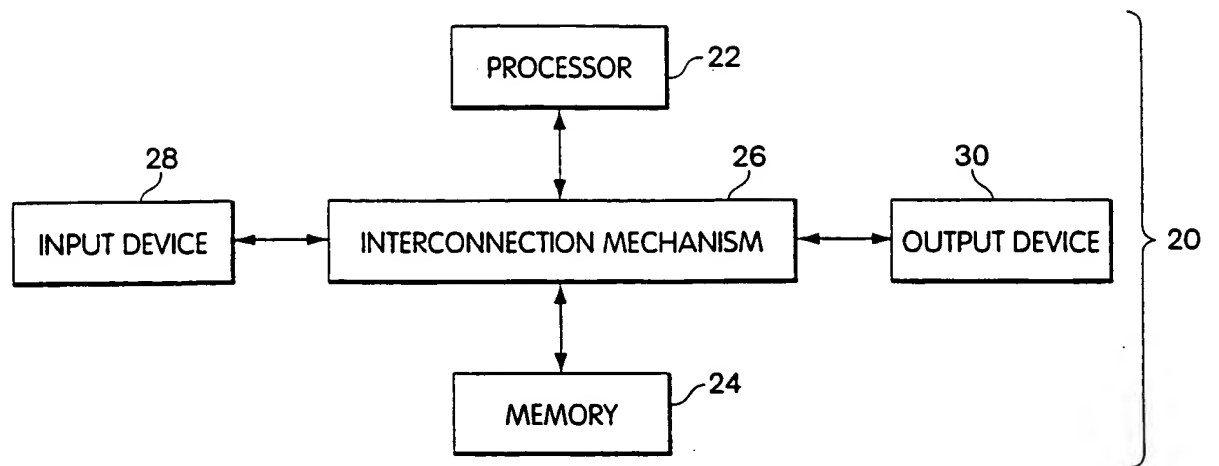 PROCESSOR
22
28
26
30
INPUT DEVICE
INTERCONNECTION MECHANISM
OUTPUT DEVICE
20
24
MEMORY